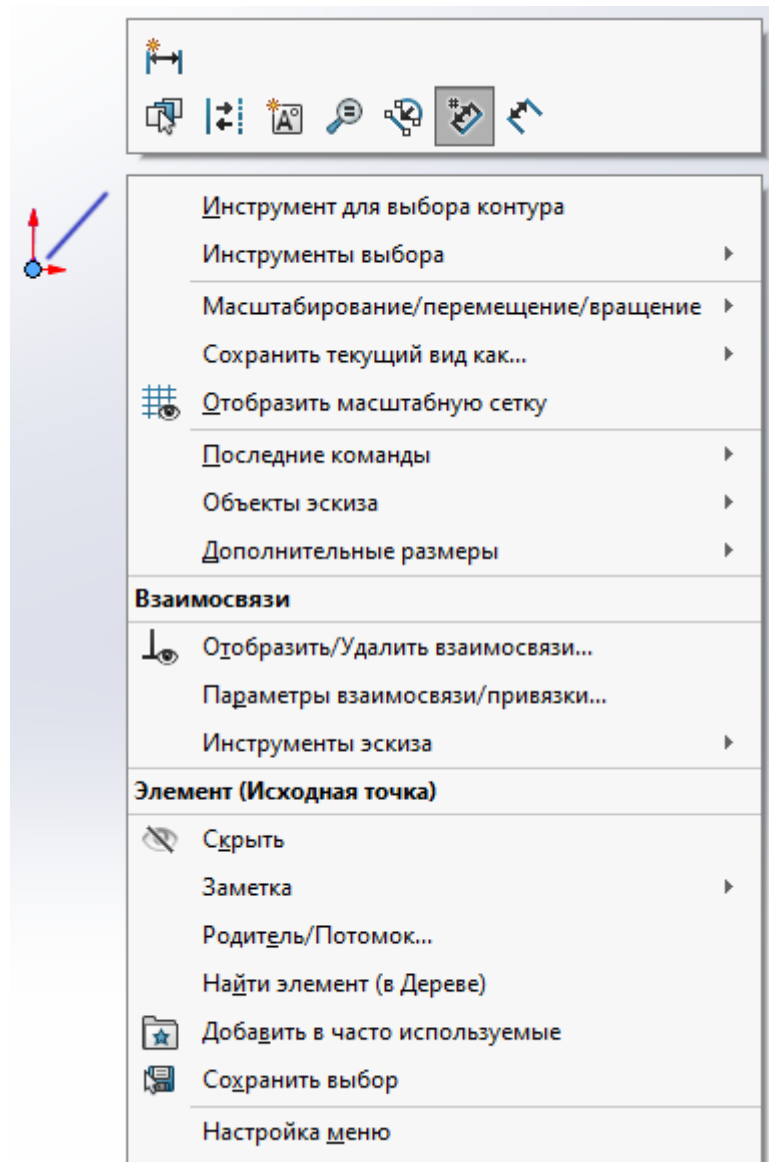 Инструмент для выбора контура
Инструменты выбора
Масштабирование/перемещение/вращение
Сохранить текущий вид как...
Отобразить масштабную сетку
Последние команды
Объекты эскиза
Дополнительные размеры
Взаимосвязи
Отобразить/Удалить взаимосвязи...
Параметры взаимосвязи/привязки...
Инструменты эскиза
Элемент (Исходная точка)
Скрыть
Заметка
Родитель/Потомок...
Найти элемент (в Дереве)
Добавить в часто используемые
Сохранить выбор
Настройка меню